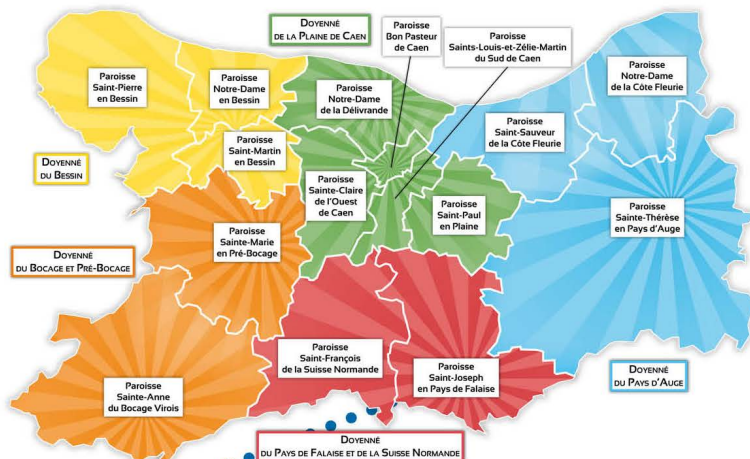 Doyenné
de la Plaine de Caen
Paroisse
Bon Pasteur
de Caen
Paroisse
Saints-Louis-et-Zélie-Martin
du Sud de Caen
Paroisse
Saint-Pierre
en Bessin
Paroisse
Notre-Dame
en Bessin
Paroisse
Notre-Dame
de la Délivrande
Paroisse
Saint-Sauveur
de la Côte Fleurie
Paroisse
Notre-Dame
de la Côte Fleurie
Doyenné
du Bessin
Paroisse
Saint-Martin
en Bessin
Paroisse
Sainte-Claire
de l'Ouest
de Caen
Paroisse
Saint-Paul
en Plaine
Paroisse
Sainte-Thérèse
en Pays d'Auge
Doyenné
du Bocage et Pré-Bocage
Paroisse
Sainte-Marie
en Pré-Bocage
Paroisse
Sainte-Anne
du Bocage Virois
Paroisse
Saint-François
de la Suisse Normande
Paroisse
Saint-Joseph
en Pays de Falaise
Doyenné
du Pays d'Auge
Doyenné
du Pays de Falaise et de la Suisse Normande